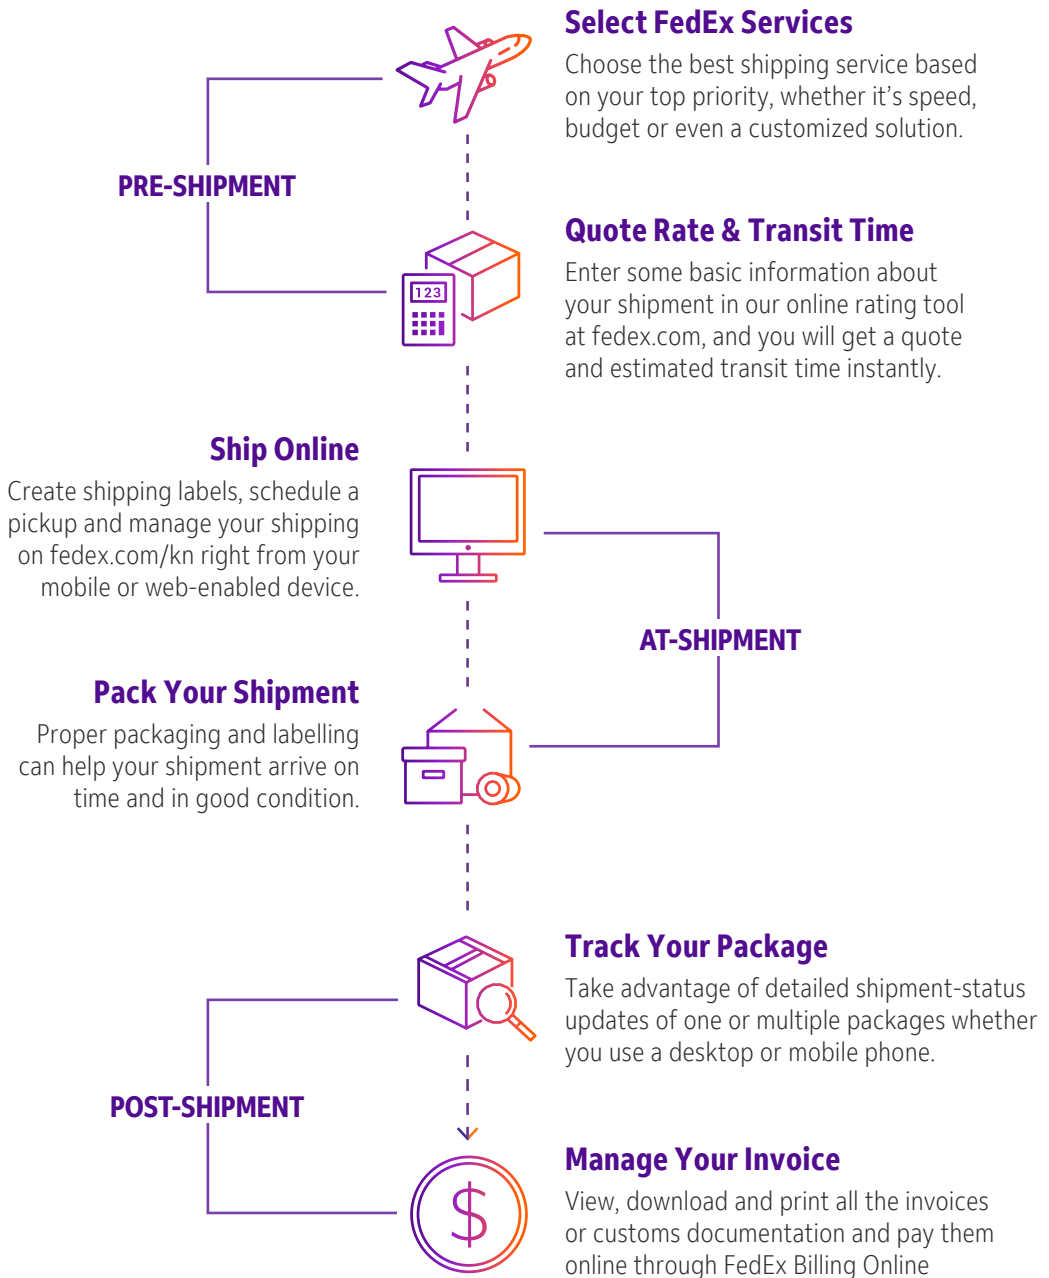 Select FedEx Services
Choose the best shipping service based
on your top priority, whether it’s speed,
budget or even a customized solution.
PRE-SHIPMENT
Quote Rate & Transit Time
Enter some basic information about
your shipment in our online rating tool
at fedex.com, and you will get a quote
and estimated transit time instantly.
123
Ship Online
Create shipping labels, schedule a
pickup and manage your shipping
on fedex.com/kn right from your
mobile or web-enabled device.
AT-SHIPMENT
Pack Your Shipment
Proper packaging and labelling
can help your shipment arrive on
time and in good condition.
Track Your Package
Take advantage of detailed shipment-status
updates of one or multiple packages whether
you use a desktop or mobile phone.
POST-SHIPMENT
Manage Your Invoice
View, download and print all the invoices
or customs documentation and pay them
online through FedEx Billing Online
$